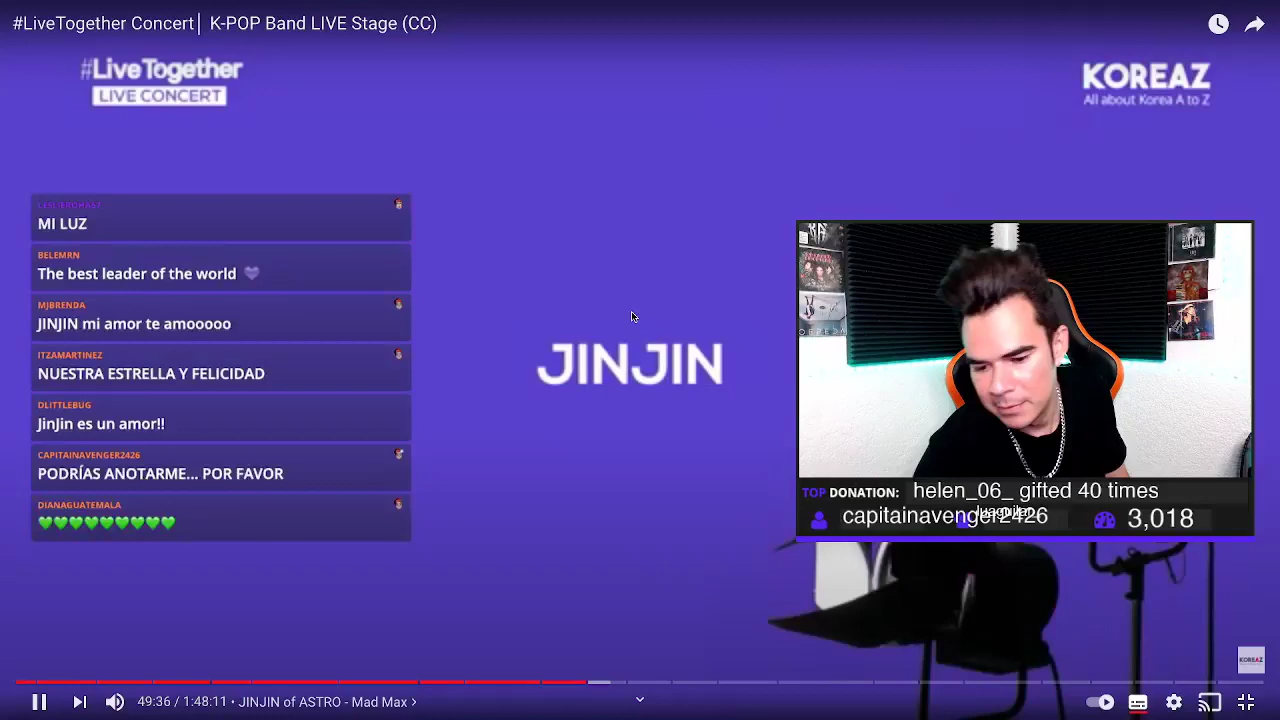 #LiveTogether Concert│ K-POP Band LIVE Stage (CC)
#LiveTogether
LIVE CONCERT
KOREAZ
All about Korea A to Z
MI LUZ
BELEMRN
The best leader of the world 💜
MJBRENDA
JINJIN mi amor te amooooo
ITZAMARTINEZ
NUESTRA ESTRELLA Y FELICIDAD
DLITTLEBUG
JinJin es un amor!!
CAPITAINAVENGER2426
PODRÍAS ANOTARME... POR FAVOR
DIANAGUATEMALA
💚💚💚💚💚💚💚💚💚
JINJIN
TOP DONATION: helen_06_ gifted 40 times
capitainavenger2426
3,018
KOREAZ
49:36 / 1:48:11 • JINJIN of ASTRO - Mad Max >